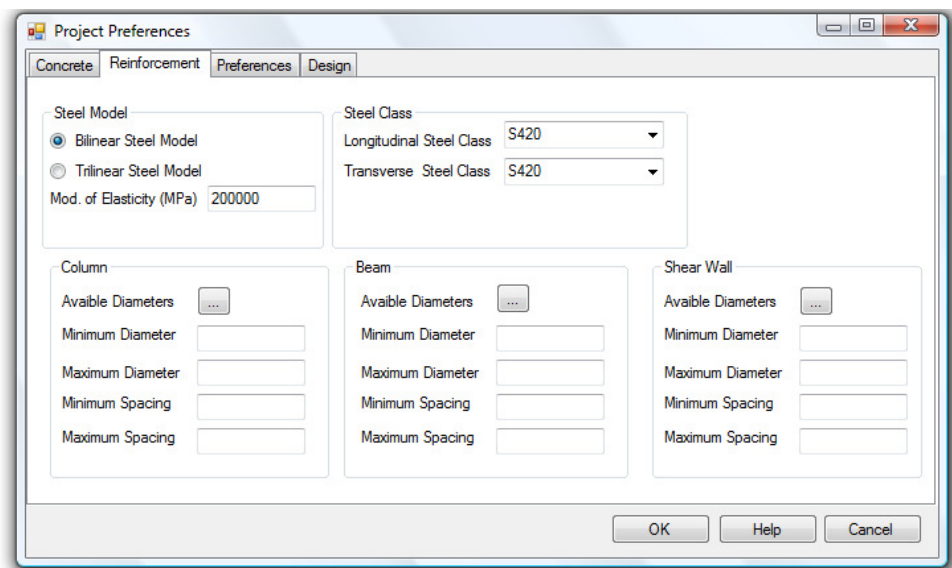 Project Preferences
Concrete Reinforcement Preferences Design
Steel Model
Bilinear Steel Model
Trilinear Steel Model
Mod. of Elasticity (MPa) 200000
Steel Class
Longitudinal Steel Class S420
Transverse Steel Class S420
Column
Avaible Diameters ...
Minimum Diameter
Maximum Diameter
Minimum Spacing
Maximum Spacing
Beam
Avaible Diameters ...
Minimum Diameter
Maximum Diameter
Minimum Spacing
Maximum Spacing
Shear Wall
Avaible Diameters ...
Minimum Diameter
Maximum Diameter
Minimum Spacing
Maximum Spacing
OK Help Cancel